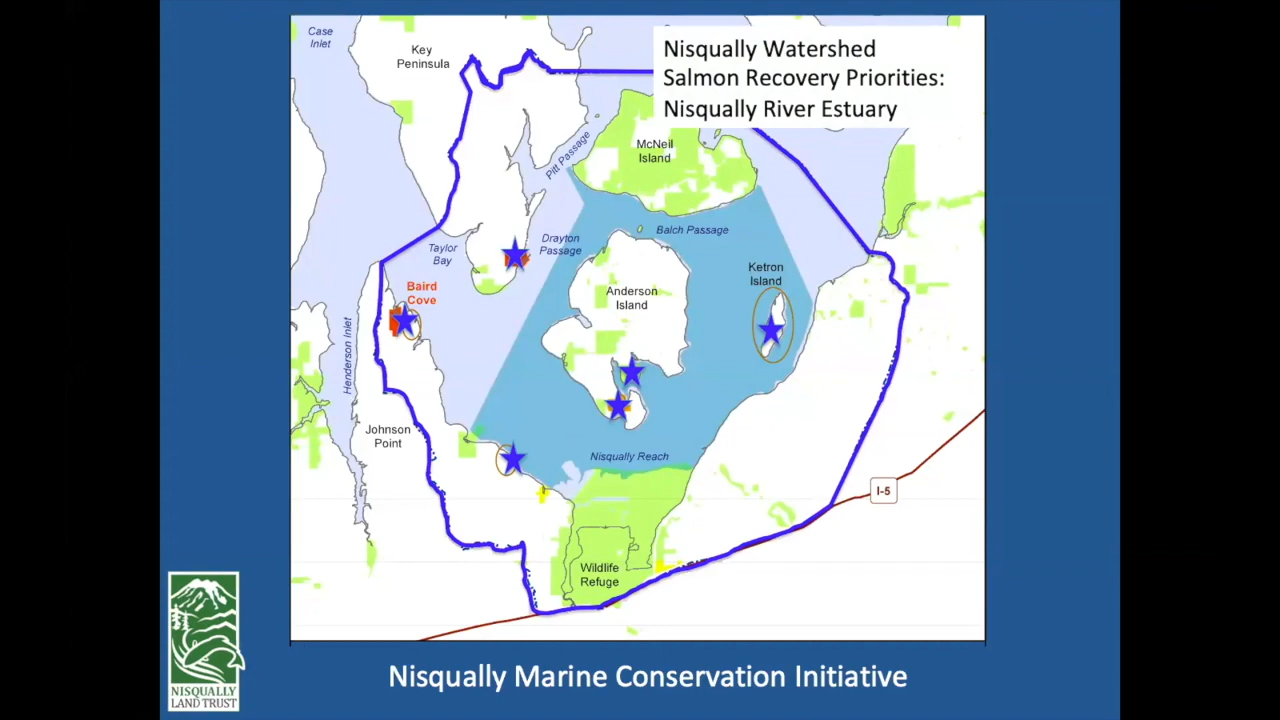 Nisqually Watershed
Salmon Recovery Priorities:
Nisqually River Estuary
Case
Inlet
Key
Peninsula
Pitt Passage
McNeil
Island
Balch Passage
Drayton
Passage
Taylor
Bay
Baird
Cove
Anderson
Island
Ketron
Island
Henderson Inlet
Johnson
Point
Nisqually Reach
I-5
Wildlife
Refuge
NISQUALLY
LAND TRUST
Nisqually Marine Conservation Initiative